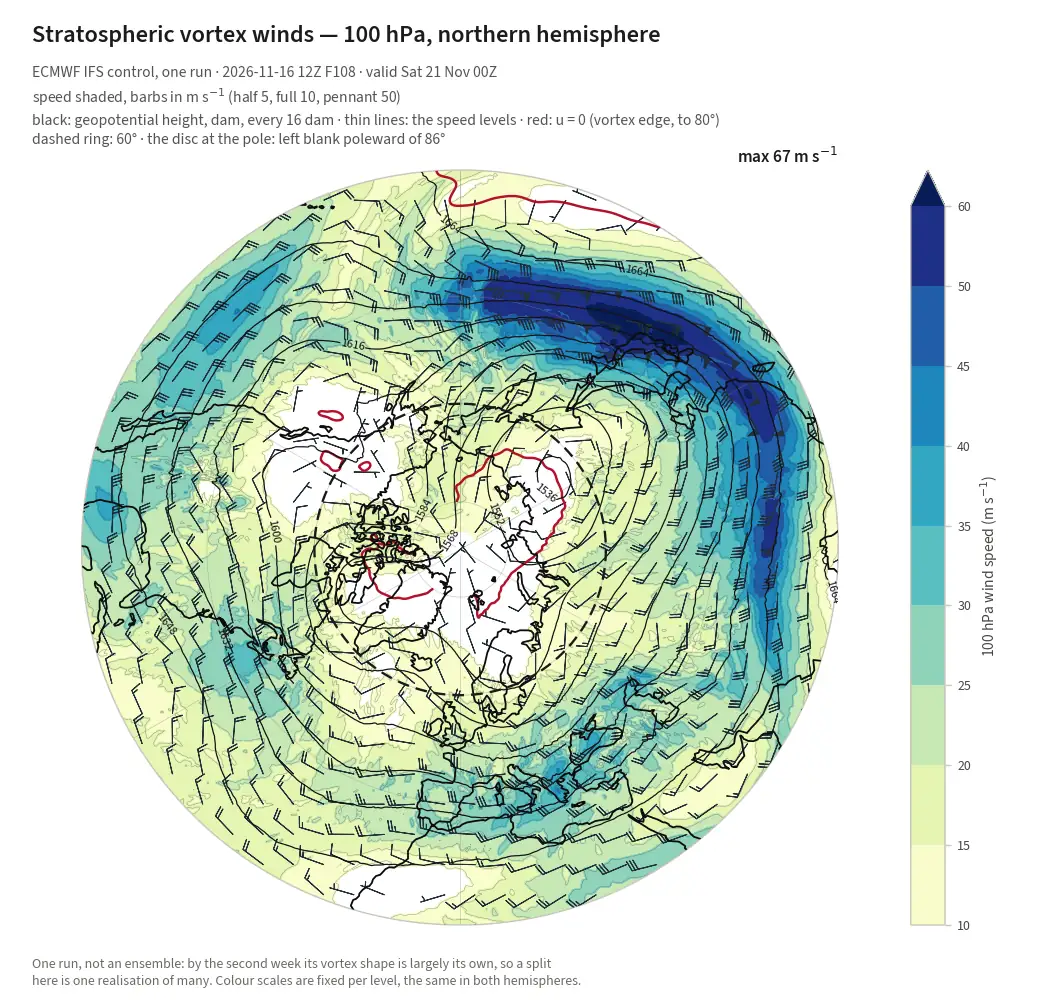 Stratospheric vortex winds — 100 hPa, northern hemisphere
ECMWF IFS control, one run · 2026-11-16 12Z F108 · valid Sat 21 Nov 00Z
speed shaded, barbs in m s⁻¹ (half 5, full 10, pennant 50)
black: geopotential height, dam, every 16 dam · thin lines: the speed levels · red: u = 0 (vortex edge, to 80°)
dashed ring: 60° · the disc at the pole: left blank poleward of 86°
max 67 m s⁻¹
1664
1664
1616
1536
1584
1552
1568
1600
1664
1648
1632
60
50
45
40
35
30
25
20
15
10
100 hPa wind speed (m s⁻¹)
One run, not an ensemble: by the second week its vortex shape is largely its own, so a split
here is one realisation of many. Colour scales are fixed per level, the same in both hemispheres.